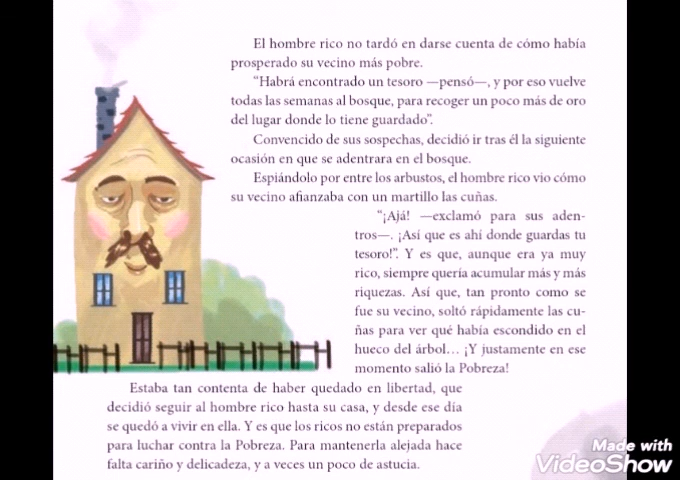 El hombre rico no tardó en darse cuenta de cómo había
prosperado su vecino más pobre.
“Habrá encontrado un tesoro —pensó—, y por eso vuelve
todas las semanas al bosque, para recoger un poco más de oro
del lugar donde lo tiene guardado”.
Convencido de sus sospechas, decidió ir tras él la siguiente
ocasión en que se adentrara en el bosque.
Espiándolo por entre los arbustos, el hombre rico vio cómo
su vecino afianzaba con un martillo las cuñas.
“¡Ajá! —exclamó para sus aden-
tros—. ¡Así que es ahí donde guardas tu
tesoro!”. Y es que, aunque era ya muy
rico, siempre quería acumular más y más
riquezas. Así que, tan pronto como se
fue su vecino, soltó rápidamente las cu-
ñas para ver qué había escondido en el
hueco del árbol… ¡Y justamente en ese
momento salió la Pobreza!
Estaba tan contenta de haber quedado en libertad, que
decidió seguir al hombre rico hasta su casa, y desde ese día
se quedó a vivir en ella. Y es que los ricos no están preparados
para luchar contra la Pobreza. Para mantenerla alejada hace
falta cariño y delicadeza, y a veces un poco de astucia.
Made with
VideoShow